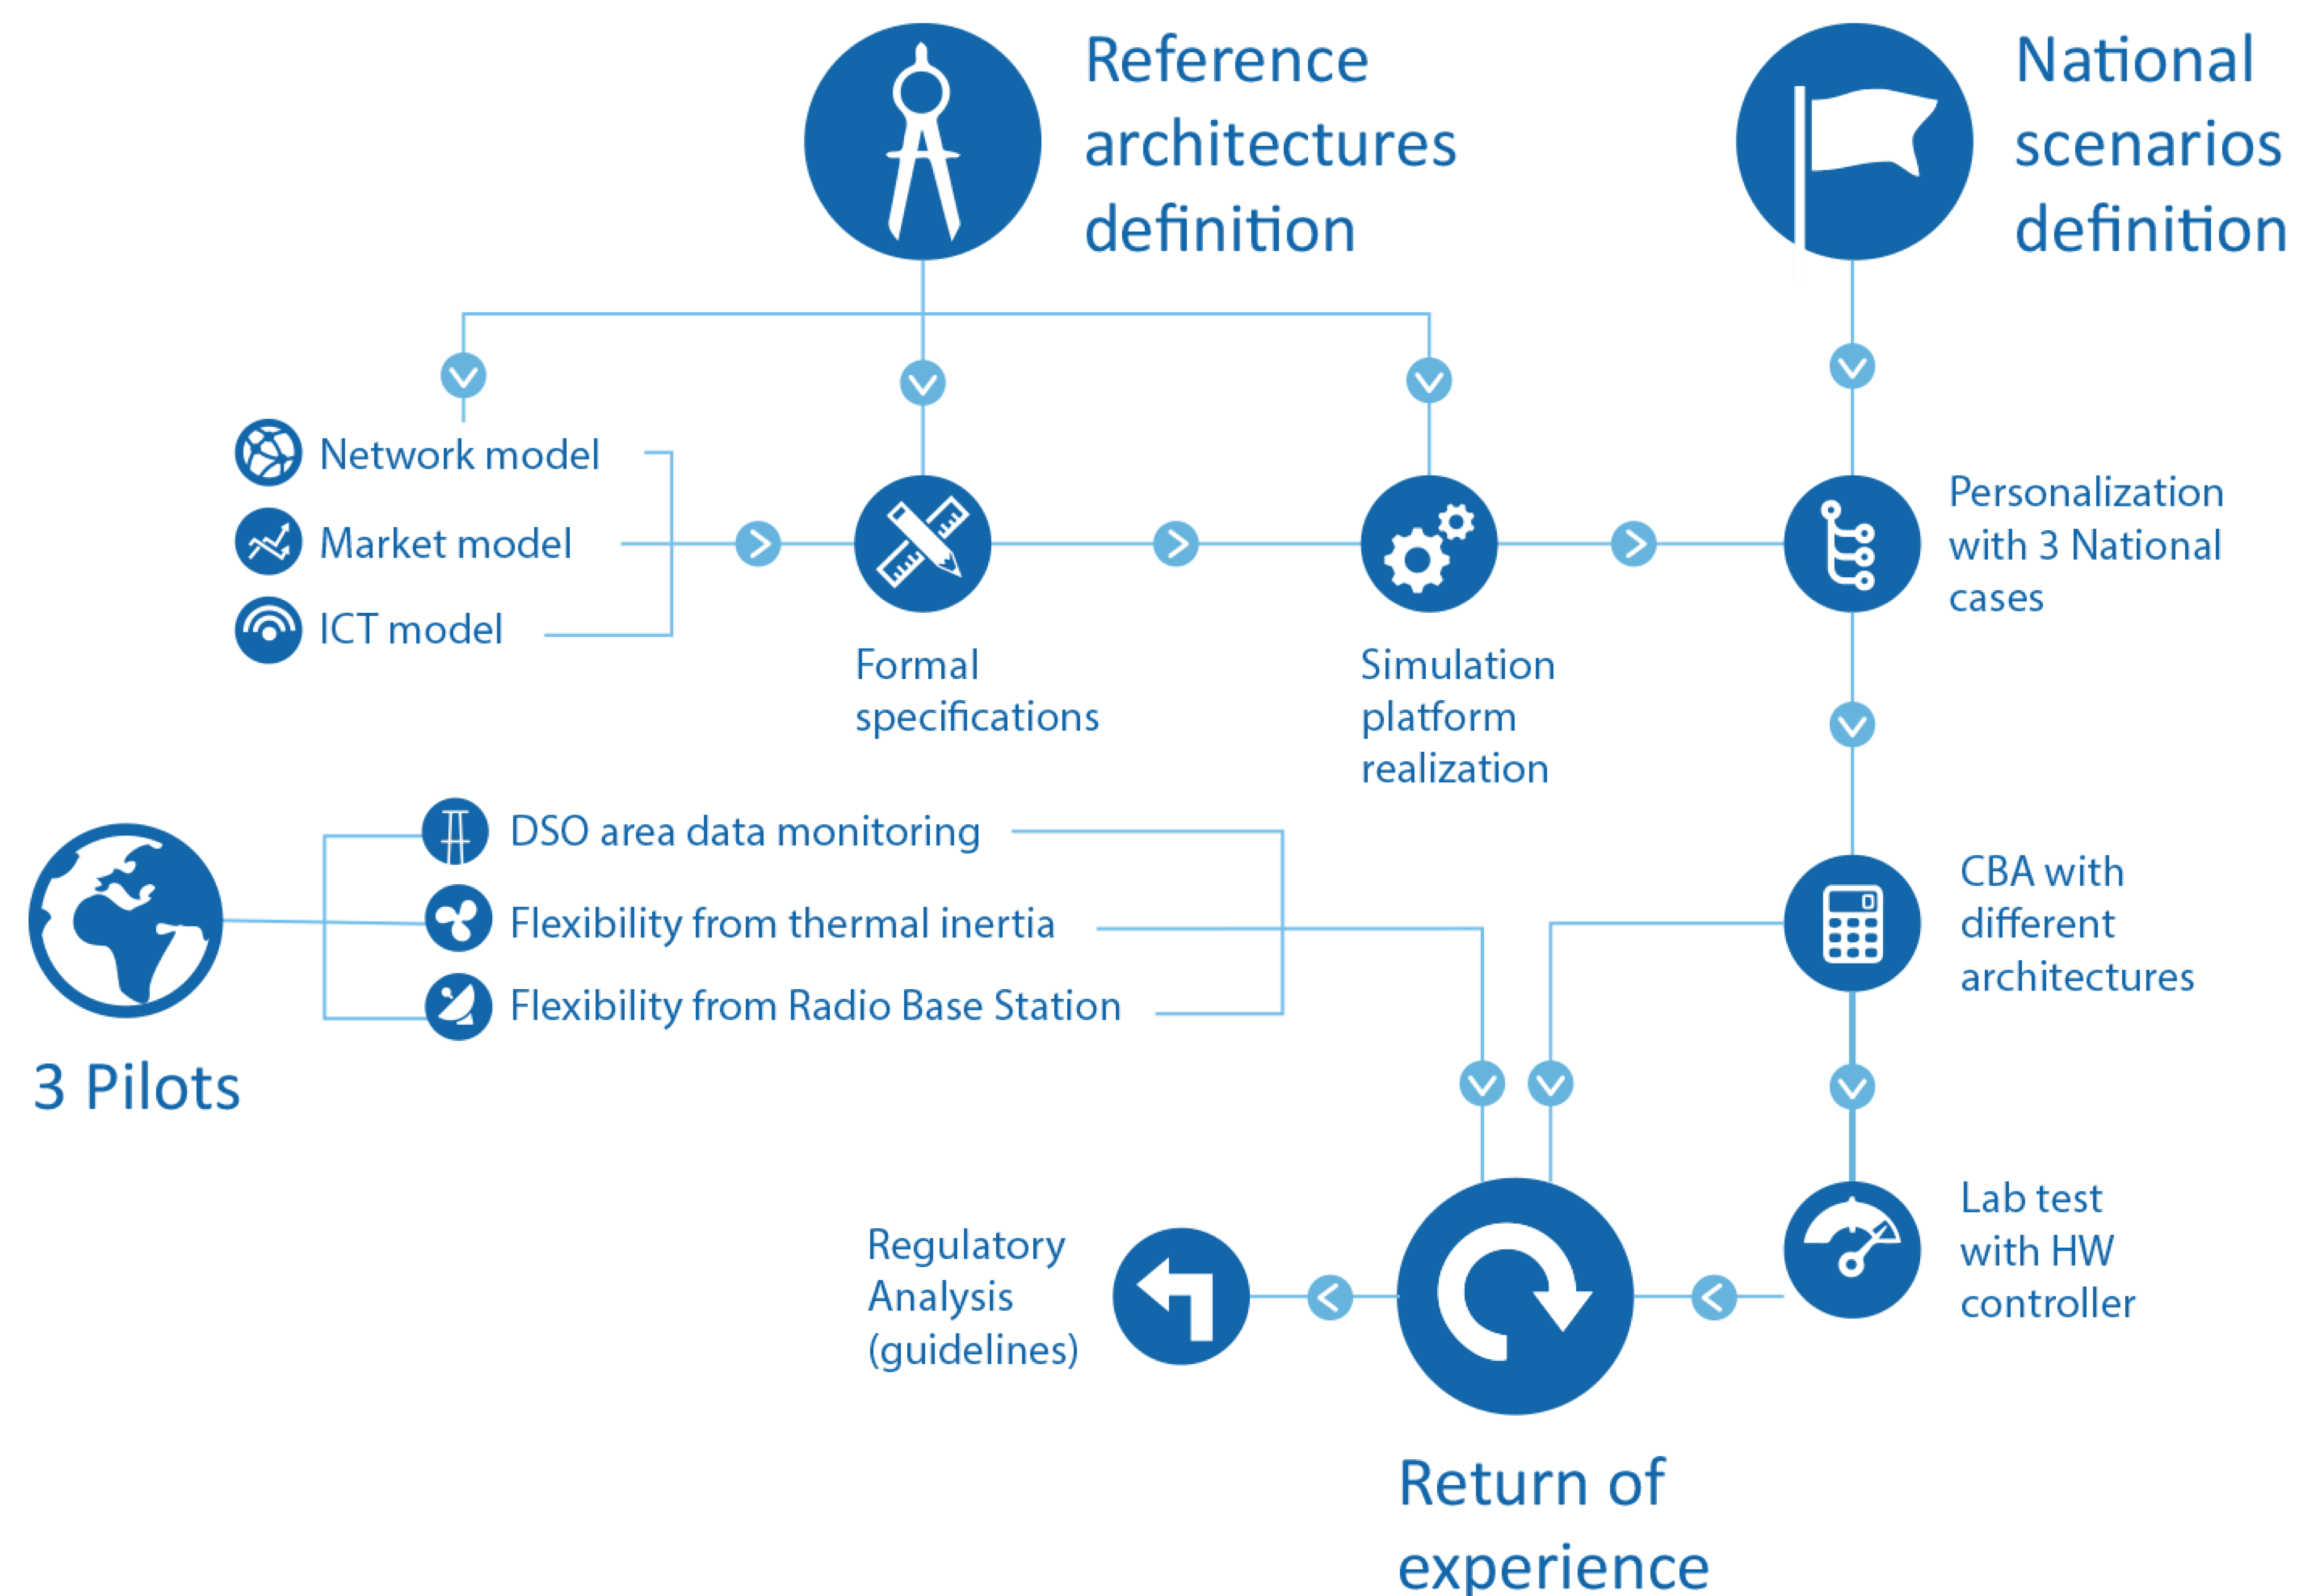 Reference
architectures
definition
National
scenarios
definition
Network model
Market model
ICT model
Formal
specifications
Simulation
platform
realization
Personalization
with 3 National
cases
3 Pilots
DSO area data monitoring
Flexibility from thermal inertia
Flexibility from Radio Base Station
CBA with
different
architectures
Lab test
with HW
controller
Regulatory
Analysis
(guidelines)
Return of
experience